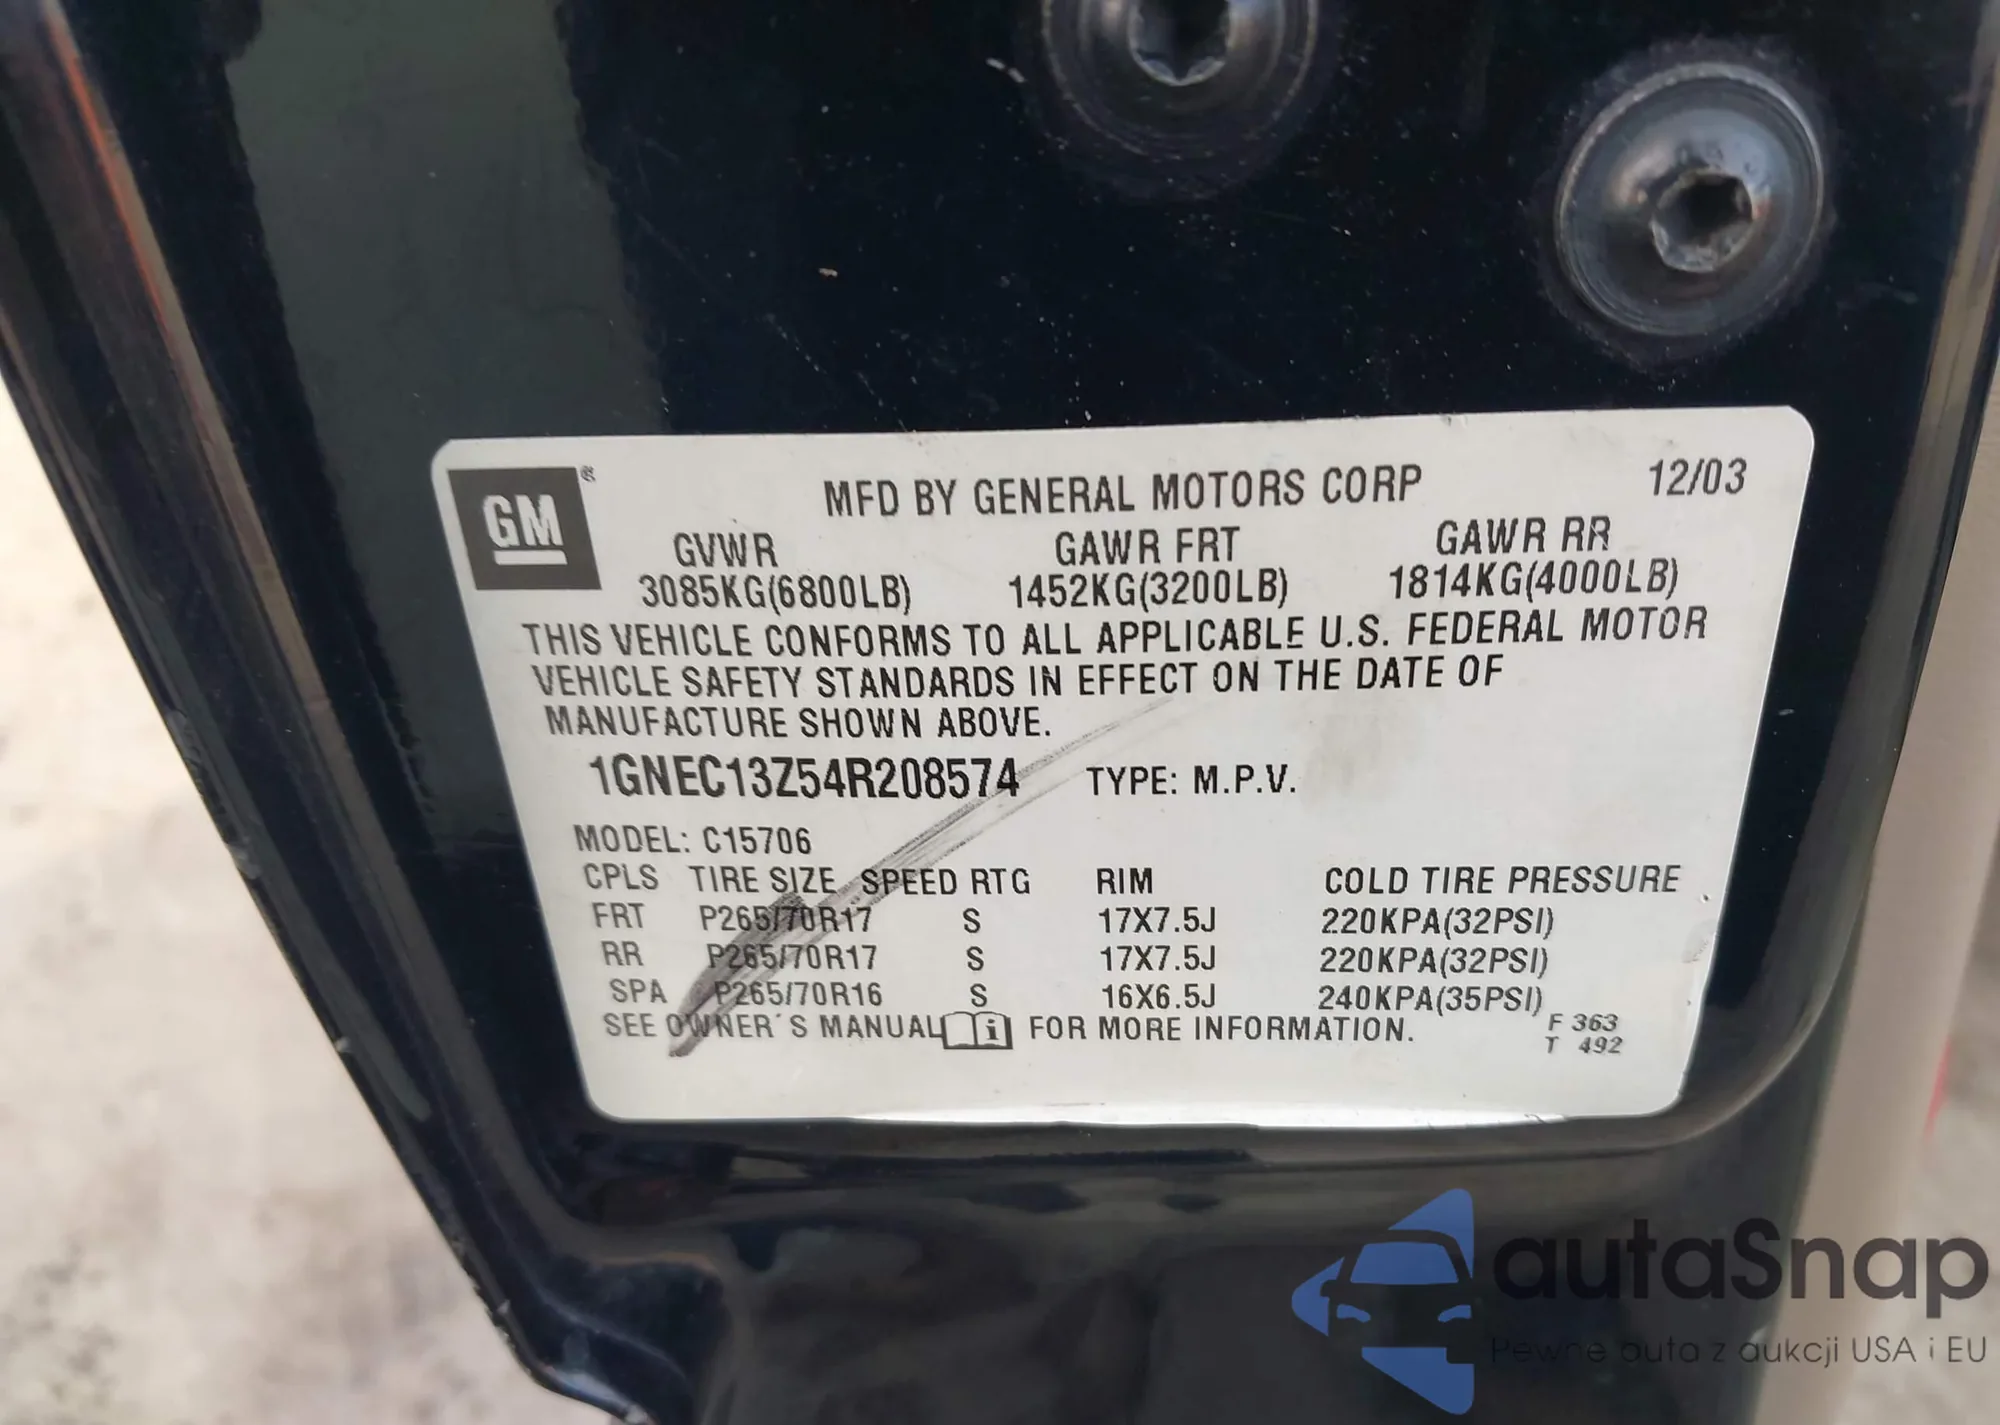 GM®
MFD BY GENERAL MOTORS CORP 12/03
GVWR GAWR FRT GAWR RR
3085KG(6800LB) 1452KG(3200LB) 1814KG(4000LB)
THIS VEHICLE CONFORMS TO ALL APPLICABLE U.S. FEDERAL MOTOR
VEHICLE SAFETY STANDARDS IN EFFECT ON THE DATE OF
MANUFACTURE SHOWN ABOVE.
1GNEC13Z54R208574 TYPE: M.P.V.
MODEL: C15706
CPLS TIRE SIZE SPEED RTG RIM COLD TIRE PRESSURE
FRT P265/70R17 S 17X7.5J 220KPA(32PSI)
RR P265/70R17 S 17X7.5J 220KPA(32PSI)
SPA P265/70R16 S 16X6.5J 240KPA(35PSI)
SEE OWNER´S MANUAL i FOR MORE INFORMATION.
F 363
T 492
autoSnap
Pewne auta z aukcji USA i EU